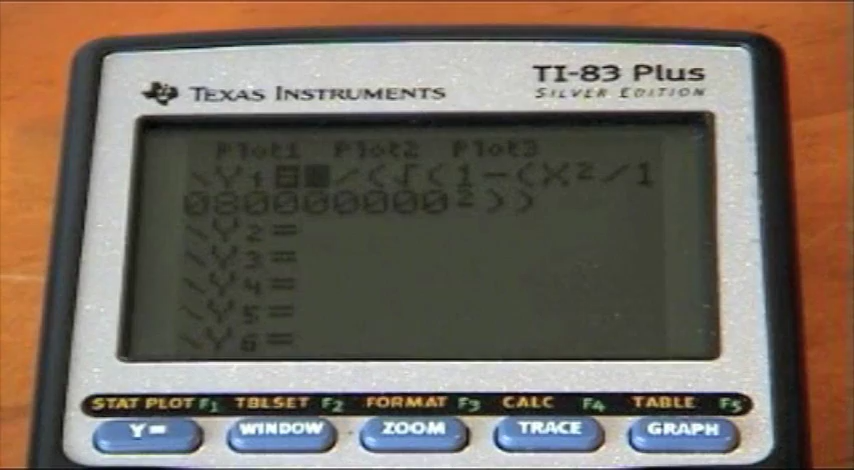 TEXAS INSTRUMENTS
TI-83 Plus
SILVER EDITION
Plot1 Plot2 Plot3
\Y1=█/(√(1-(X²/1
080000000²))
\Y2=
\Y3=
\Y4=
\Y5=
\Y6=
STAT PLOT F1 TBLSET F2 FORMAT F3 CALC F4 TABLE F5
Y= WINDOW ZOOM TRACE GRAPH